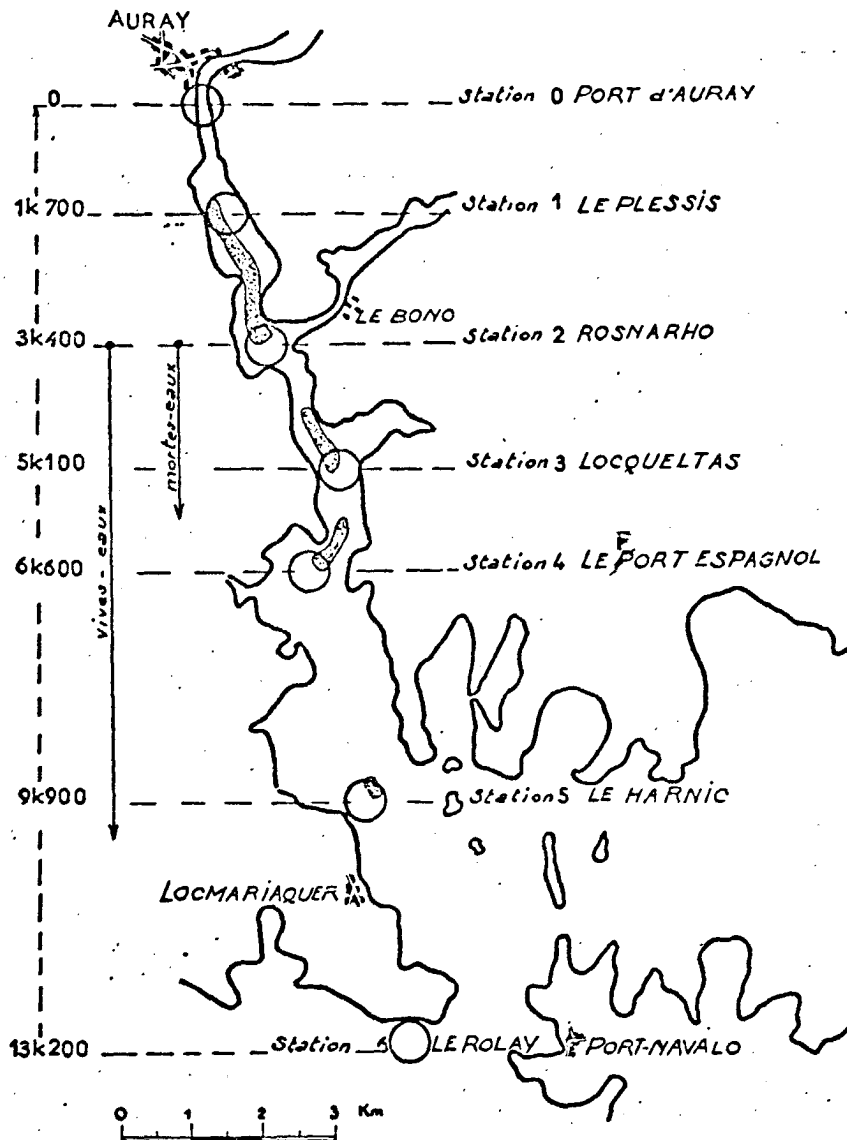 AURAY
0 Station 0 PORT d'AURAY
1k700 Station 1 LE PLESSIS
LE BONO
3k400 Station 2 ROSNARHO
mortes-eaux
5k100 Station 3 LOCQUELTAS
vives-eaux
F
6k600 Station 4 LE PORT ESPAGNOL
9k900 Station 5 LE HARNIC
LOCMARIAQUER
13k200 Station 6 LE ROLAY PORT-NAVALO
0 1 2 3 Km